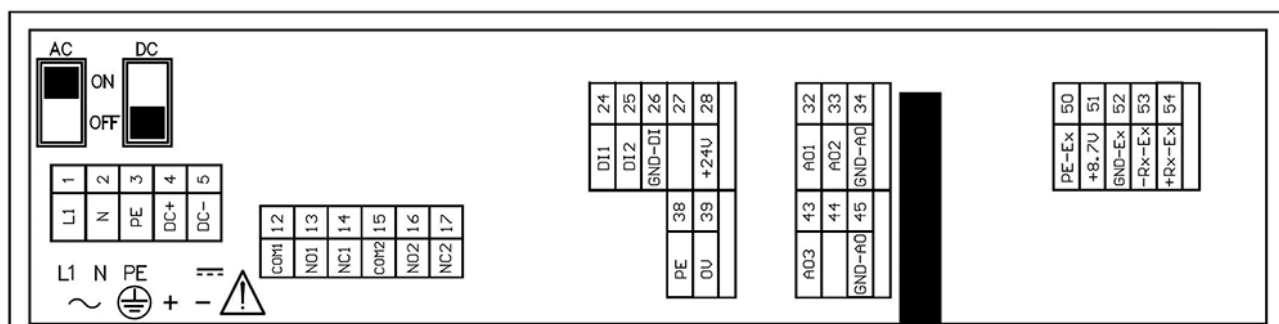 AC DC
ON
OFF
1 2 3 4 5
L1 N PE DC+ DC-
L1 N PE
+ -
12 13 14 15 16 17
COM1 NO1 NC1 COM2 NO2 NC2
24 25 26 27 28
DI1 DI2 GND-DI +24V
38 39
PE 0V
32 33 34
AO1 AO2 GND-AO
43 44 45
AO3 GND-AO
50 51 52 53 54
PE-Ex +8.7V GND-Ex -Rx-Ex +Rx-Ex